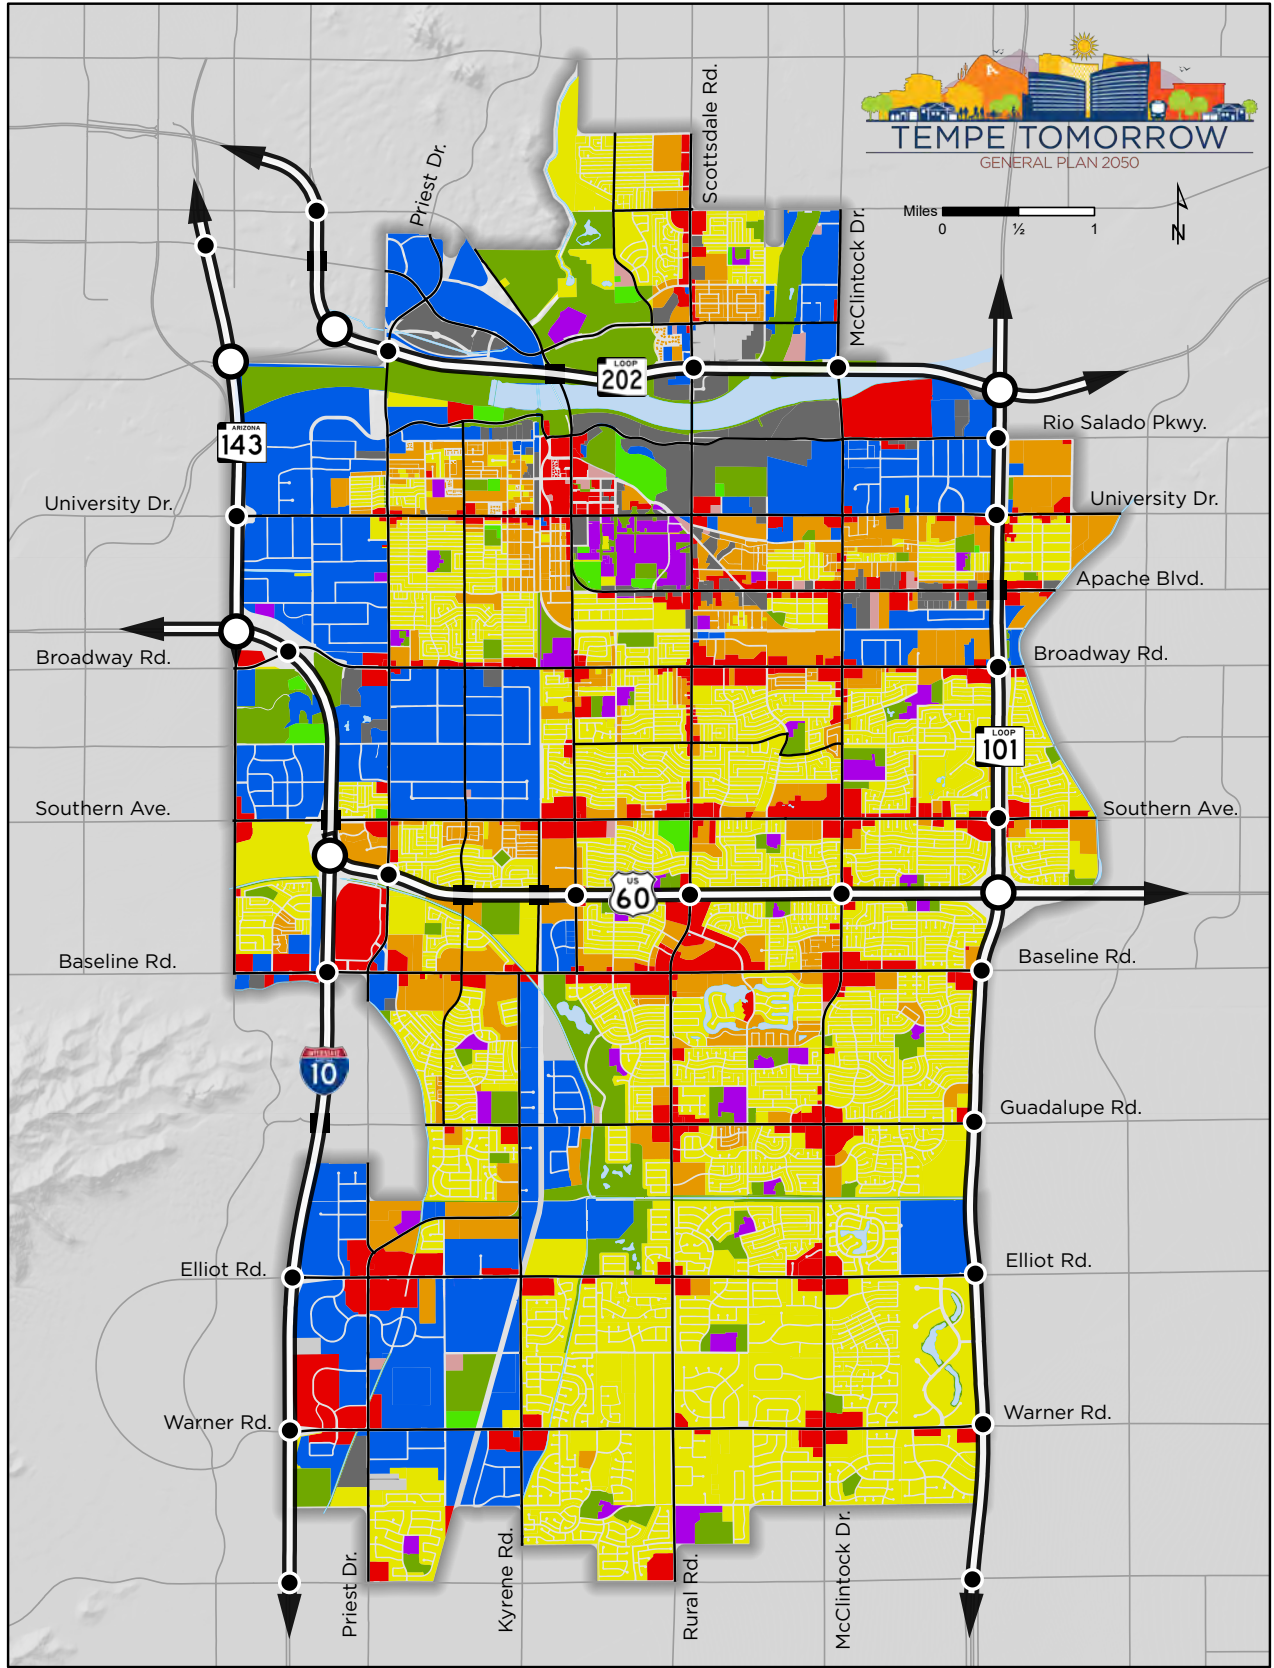 Scottsdale Rd.
Priest Dr.
McClintock Dr.
A
TEMPE TOMORROW
GENERAL PLAN 2050
Miles
0 ½ 1
N
LOOP
202
ARIZONA
143
Rio Salado Pkwy.
University Dr.
University Dr.
Apache Blvd.
Broadway Rd.
Broadway Rd.
LOOP
101
Southern Ave.
Southern Ave.
US
60
Baseline Rd.
Baseline Rd.
INTERSTATE
10
Guadalupe Rd.
Elliot Rd.
Elliot Rd.
Warner Rd.
Warner Rd.
Priest Dr.
Kyrene Rd.
Rural Rd.
McClintock Dr.